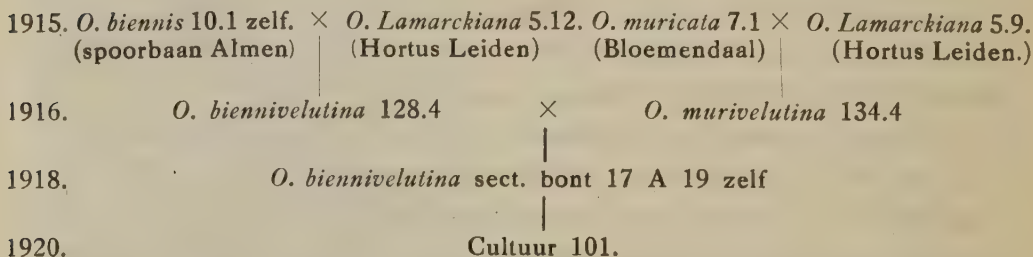 1915. O. biennis 10.1 zelf. × O. Lamarckiana 5.12. O. muricata 7.1 × O. Lamarckiana 5.9.
(spoorbaan Almen) (Hortus Leiden) (Bloemendaal) (Hortus Leiden.)
1916. O. biennivelutina 128.4 × O. murivelutina 134.4
1918. O. biennivelutina sect. bont 17 A 19 zelf
1920. Cultuur 101.